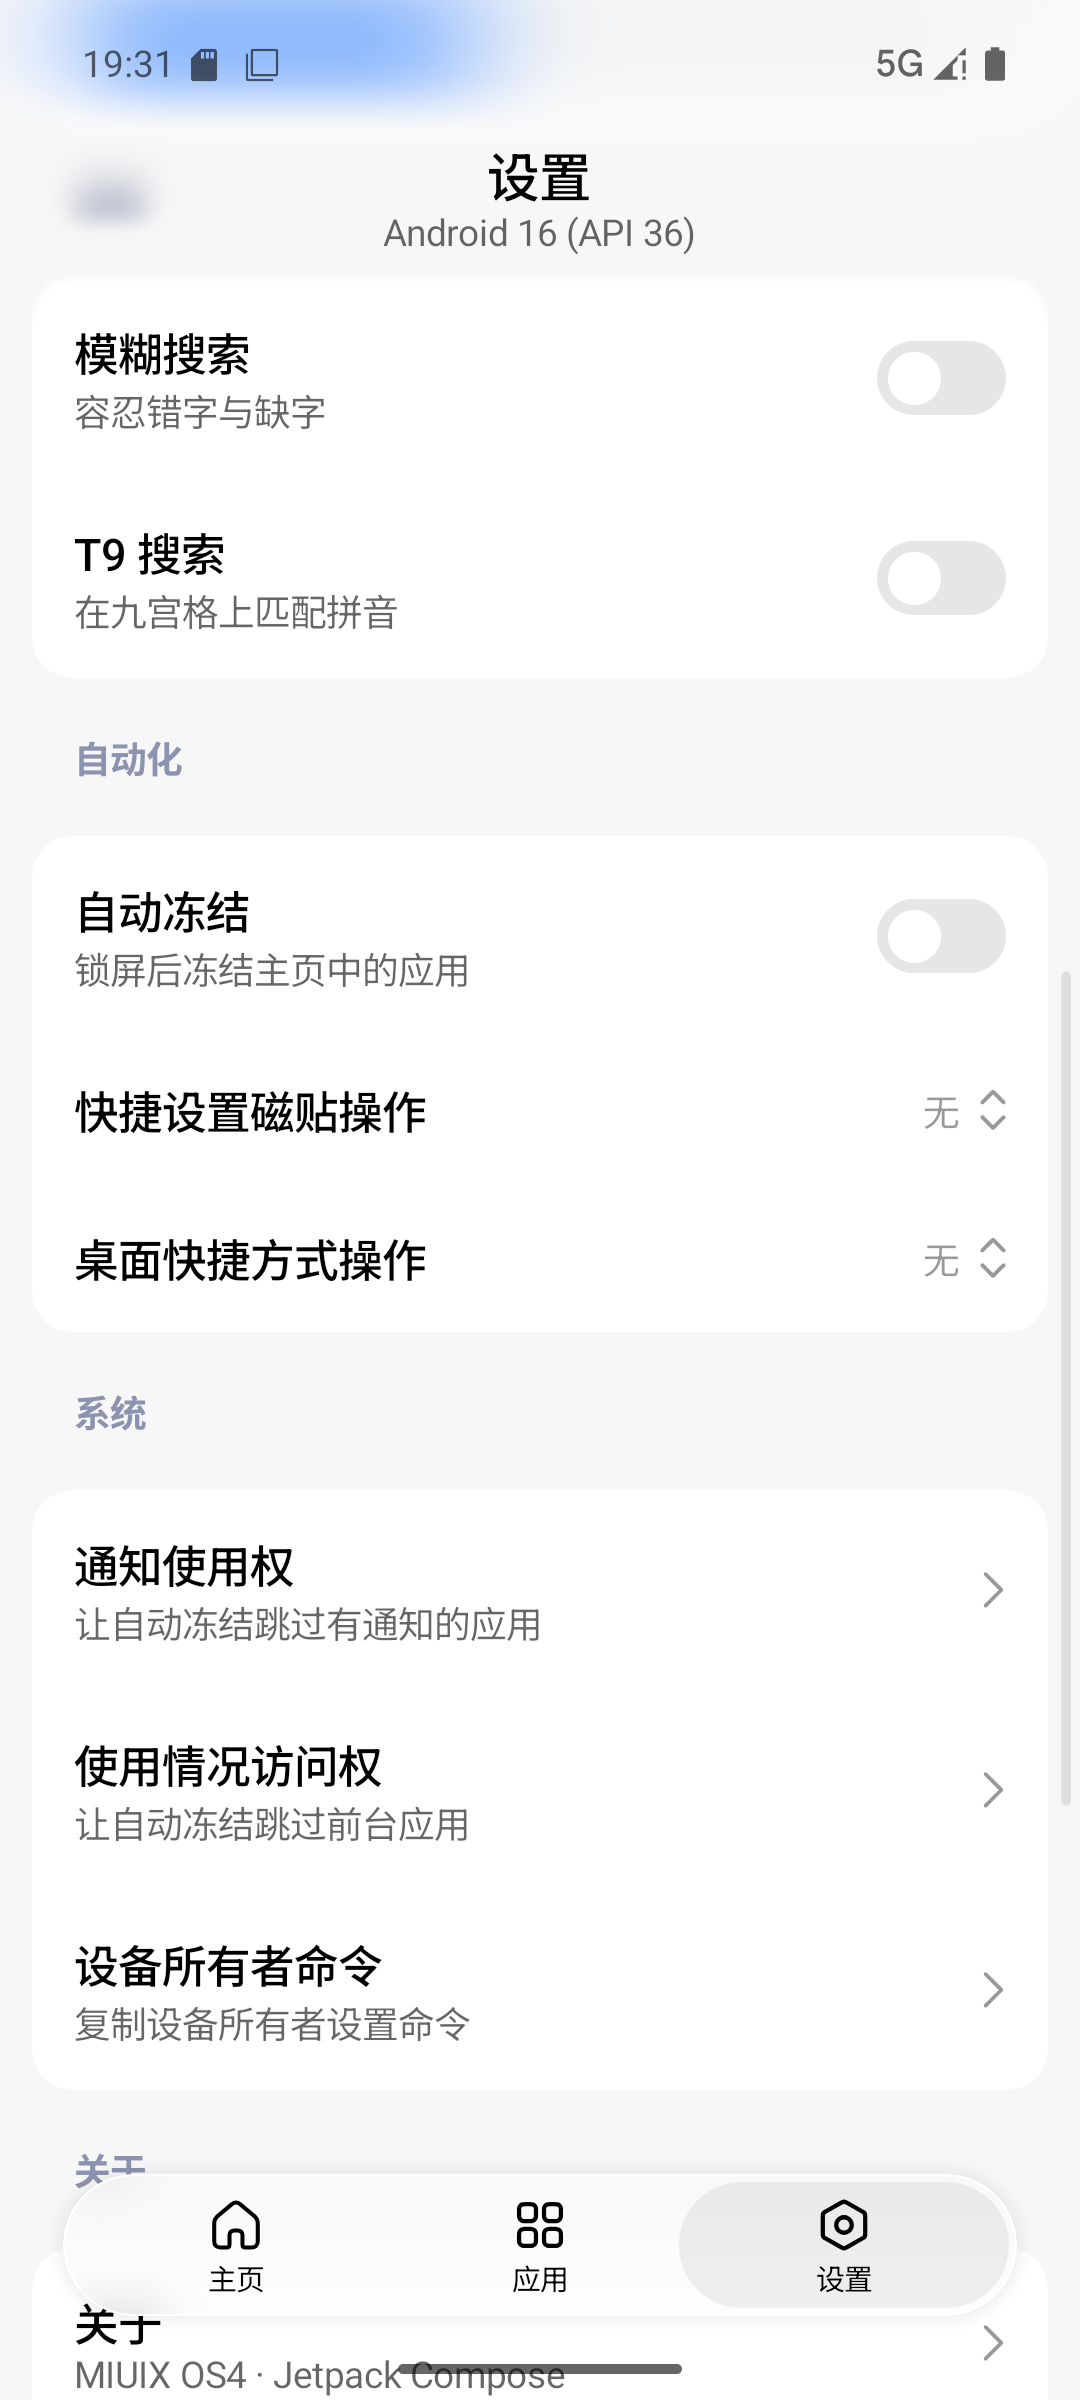 19:31
5G
设置
Android 16 (API 36)
模糊搜索
容忍错字与缺字
T9 搜索
在九宫格上匹配拼音
自动化
自动冻结
锁屏后冻结主页中的应用
快捷设置磁贴操作
无
桌面快捷方式操作
无
系统
通知使用权
让自动冻结跳过有通知的应用
使用情况访问权
让自动冻结跳过前台应用
设备所有者命令
复制设备所有者设置命令
关于
主页
应用
设置
关于
MIUIX OS4 · Jetpack Compose